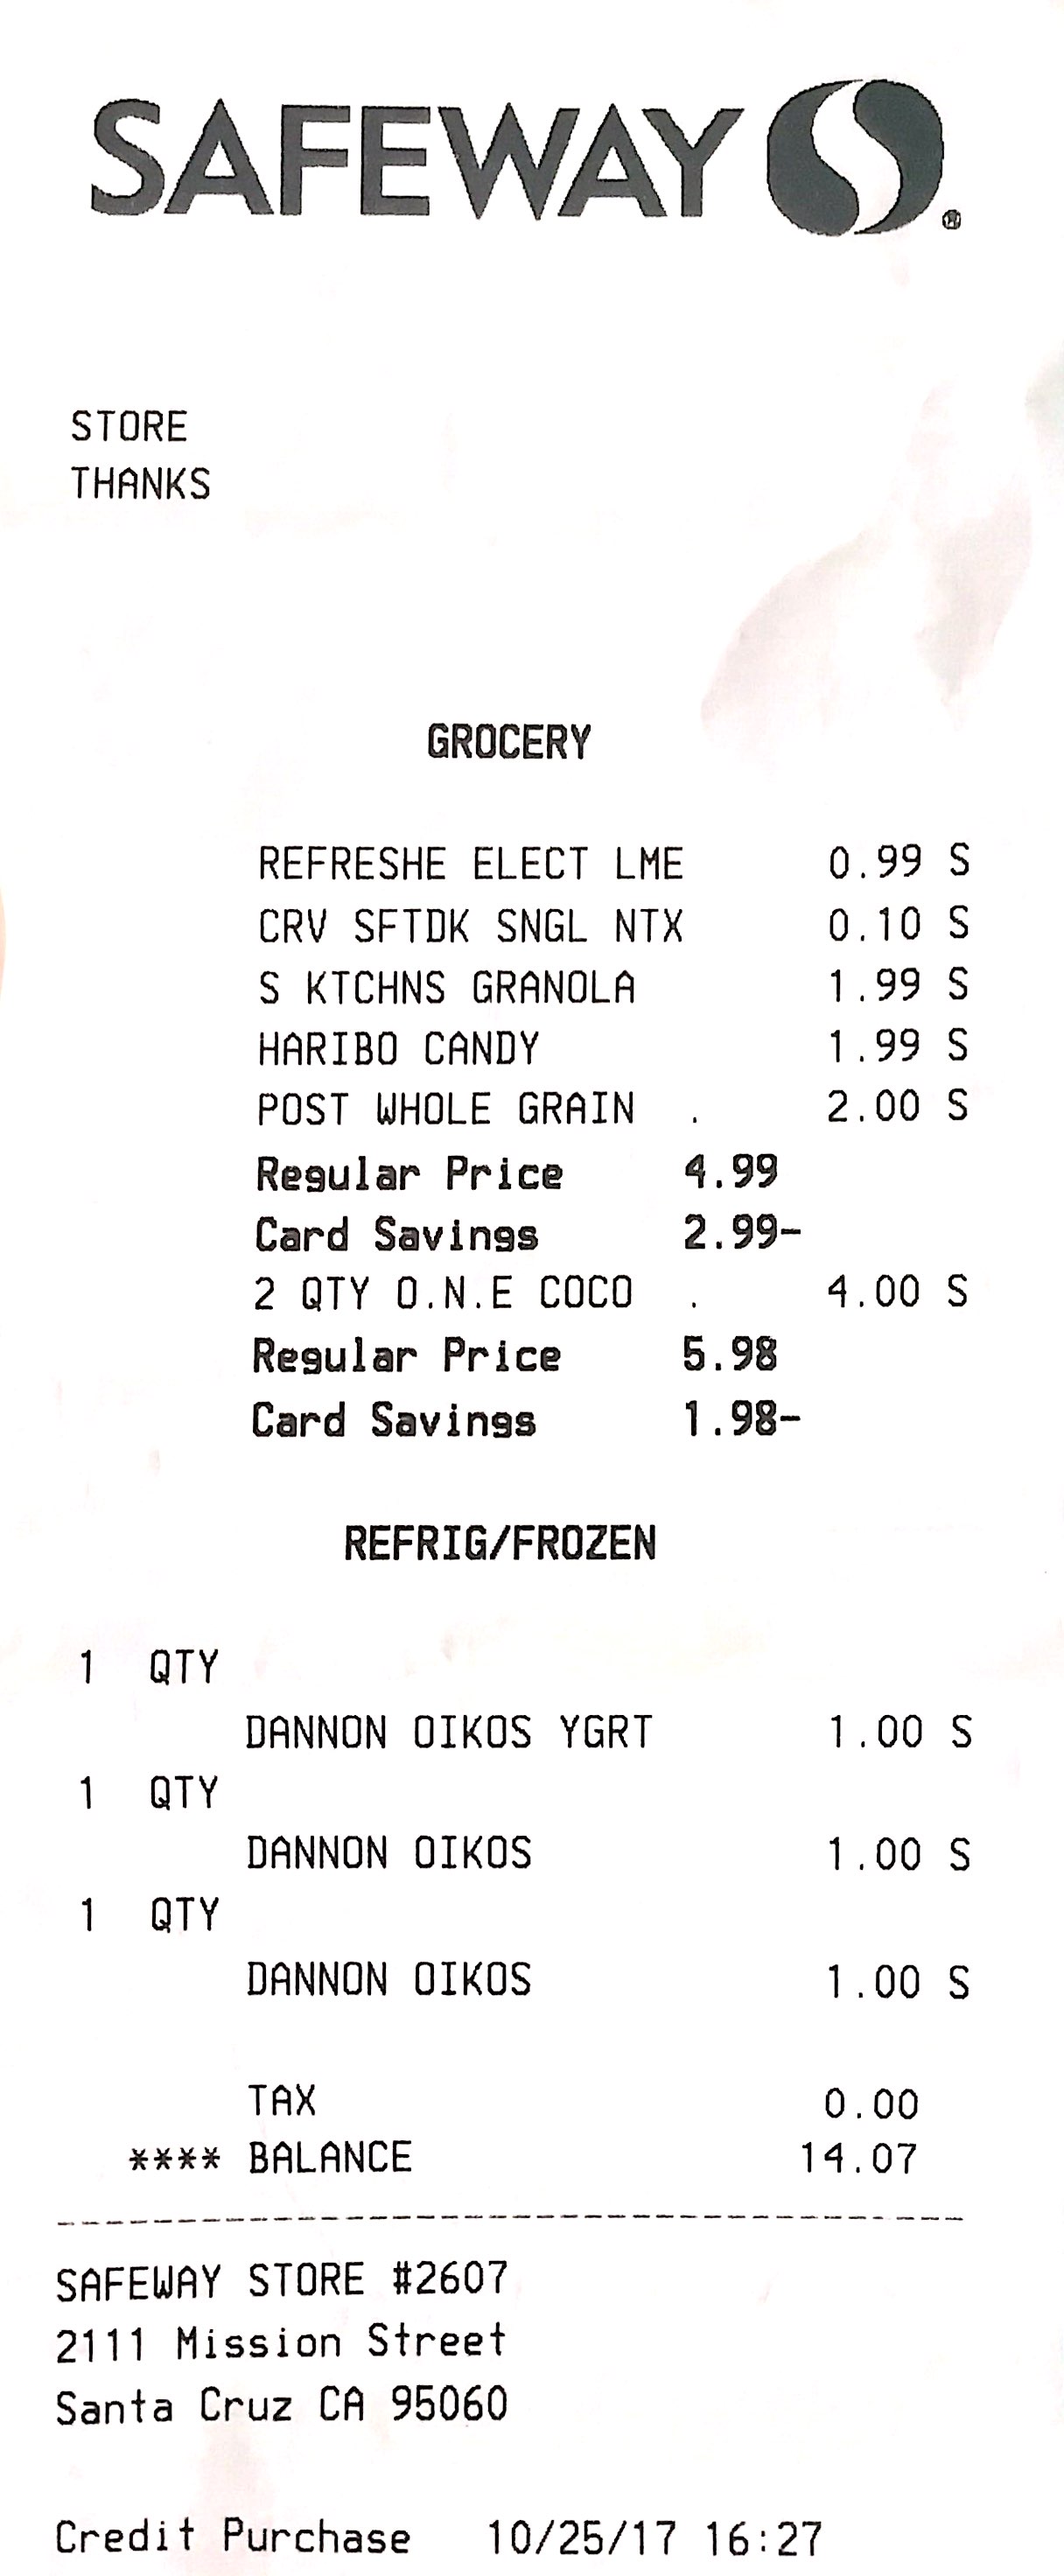 SAFEWAY ®
STORE
THANKS
GROCERY
REFRESHE ELECT LME 0.99 S
CRV SFTDK SNGL NTX 0.10 S
S KTCHNS GRANOLA 1.99 S
HARIBO CANDY 1.99 S
POST WHOLE GRAIN . 2.00 S
Regular Price 4.99
Card Savings 2.99-
2 QTY O.N.E COCO . 4.00 S
Regular Price 5.98
Card Savings 1.98-
REFRIG/FROZEN
1 QTY
DANNON OIKOS YGRT 1.00 S
1 QTY
DANNON OIKOS 1.00 S
1 QTY
DANNON OIKOS 1.00 S
TAX 0.00
**** BALANCE 14.07
--------------------------------------
SAFEWAY STORE #2607
2111 Mission Street
Santa Cruz CA 95060
Credit Purchase 10/25/17 16:27